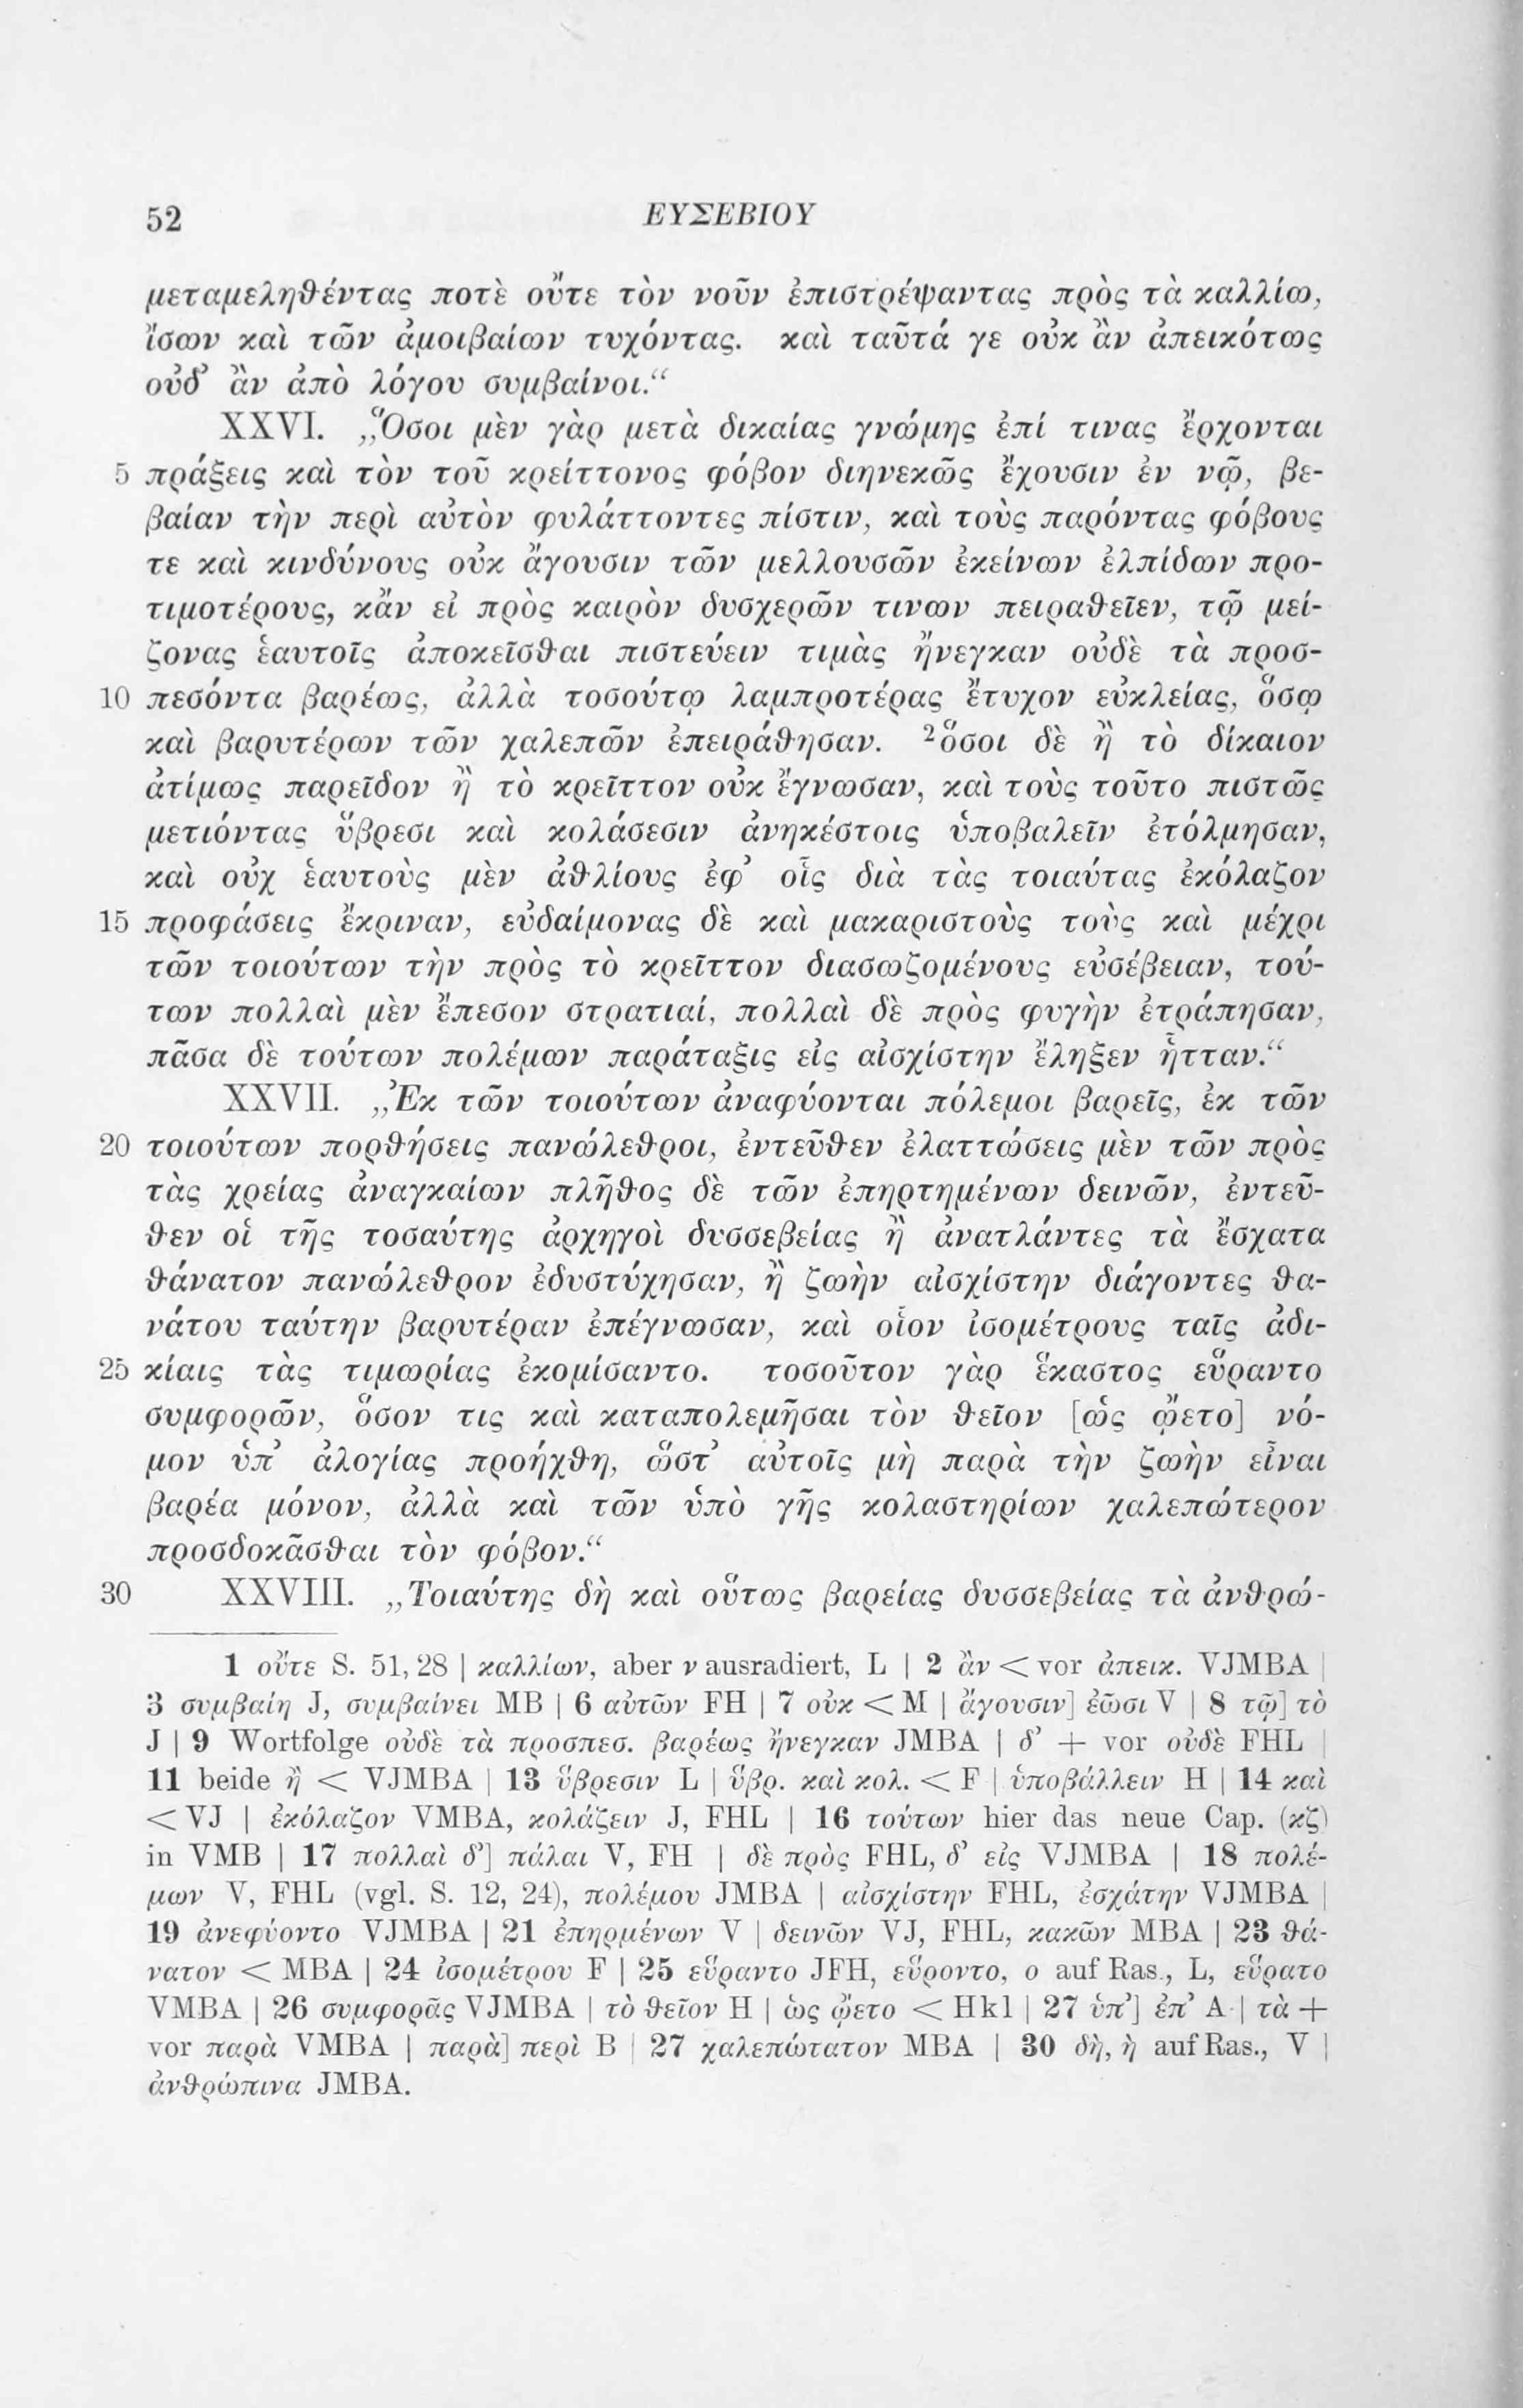 52
ΕΥΣΕΒΙΟΥ
μεταμεληθέντας ποτὲ οὔτε τὸν νοῦν ἐπιστρέψαντας πρὸς τὰ καλλίω,
ἴσων καὶ τῶν ἀμοιβαίων τυχόντας. καὶ ταῦτά γε οὐκ ἂν ἀπεικότως
οὐδ’ ἂν ἀπὸ λόγου συμβαίνοι.“
XXVI. „Ὅσοι μὲν γὰρ μετὰ δικαίας γνώμης ἐπί τινας ἔρχονται
5 πράξεις καὶ τὸν τοῦ κρείττονος φόβον διηνεκῶς ἔχουσιν ἐν νῷ, βε-
βαίαν τὴν περὶ αὐτὸν φυλάττοντες πίστιν, καὶ τοὺς παρόντας φόβους
τε καὶ κινδύνους οὐκ ἄγουσιν τῶν μελλουσῶν ἐκείνων ἐλπίδων προ-
τιμοτέρους, κἂν εἰ πρὸς καιρὸν δυσχερῶν τινων πειραθεῖεν, τῷ μεί-
ζονας ἑαυτοῖς ἀποκεῖσθαι πιστεύειν τιμὰς ἤνεγκαν οὐδὲ τὰ προσ-
10 πεσόντα βαρέως, ἀλλὰ τοσούτῳ λαμπροτέρας ἔτυχον εὐκλείας, ὅσῳ
καὶ βαρυτέρων τῶν χαλεπῶν ἐπειράθησαν. ²ὅσοι δὲ ἢ τὸ δίκαιον
ἀτίμως παρεῖδον ἢ τὸ κρεῖττον οὐκ ἔγνωσαν, καὶ τοὺς τοῦτο πιστῶς
μετιόντας ὕβρεσι καὶ κολάσεσιν ἀνηκέστοις ὑποβαλεῖν ἐτόλμησαν,
καὶ οὐχ ἑαυτοὺς μὲν ἀθλίους ἐφ’ οἷς διὰ τὰς τοιαύτας ἐκόλαζον
15 προφάσεις ἔκριναν, εὐδαίμονας δὲ καὶ μακαριστοὺς τοὺς καὶ μέχρι
τῶν τοιούτων τὴν πρὸς τὸ κρεῖττον διασωζομένους εὐσέβειαν, τού-
των πολλαὶ μὲν ἔπεσον στρατιαί, πολλαὶ δὲ πρὸς φυγὴν ἐτράπησαν,
πᾶσα δὲ τούτων πολέμων παράταξις εἰς αἰσχίστην ἔληξεν ἧτταν.“
XXVII. „Ἐκ τῶν τοιούτων ἀναφύονται πόλεμοι βαρεῖς, ἐκ τῶν
20 τοιούτων πορθήσεις πανώλεθροι, ἐντεῦθεν ἐλαττώσεις μὲν τῶν πρὸς
τὰς χρείας ἀναγκαίων πλῆθος δὲ τῶν ἐπηρτημένων δεινῶν, ἐντεῦ-
θεν οἱ τῆς τοσαύτης ἀρχηγοὶ δυσσεβείας ἢ ἀνατλάντες τὰ ἔσχατα
θάνατον πανώλεθρον ἐδυστύχησαν, ἢ ζωὴν αἰσχίστην διάγοντες θα-
νάτου ταύτην βαρυτέραν ἐπέγνωσαν, καὶ οἷον ἰσομέτρους ταῖς ἀδι-
25 κίαις τὰς τιμωρίας ἐκομίσαντο. τοσοῦτον γὰρ ἕκαστος εὕραντο
συμφορῶν, ὅσον τις καὶ καταπολεμῆσαι τὸν θεῖον [ὡς ᾤετο] νό-
μον ὑπ’ ἀλογίας προήχθη, ὥστ’ αὐτοῖς μὴ παρὰ τὴν ζωὴν εἶναι
βαρέα μόνον, ἀλλὰ καὶ τῶν ὑπὸ γῆς κολαστηρίων χαλεπώτερον
προσδοκᾶσθαι τὸν φόβον.“
30 XXVIII. „Τοιαύτης δὴ καὶ οὕτως βαρείας δυσσεβείας τὰ ἀνθρώ-
1 οὔτε S. 51, 28 | καλλίων, aber ν ausradiert, L | 2 ἂν < vor ἀπεικ. VJMBA |
3 συμβαίη J, συμβαίνει MB | 6 αὐτῶν FH | 7 οὐκ < M | ἄγουσιν] ἐῶσι V | 8 τῷ] τὸ
J | 9 Wortfolge οὐδὲ τὰ προσπεσ. βαρέως ἤνεγκαν JMBA | δ’ + vor οὐδὲ FHL |
11 beide ἢ < VJMBA | 13 ὕβρεσιν L | ὕβρ. καὶ κολ. < F | ὑποβάλλειν H | 14 καὶ
< VJ | ἐκόλαζον VMBA, κολάζειν J, FHL | 16 τούτων hier das neue Cap. (κζ)
in VMB | 17 πολλαὶ δ’] πάλαι V, FH | δὲ πρὸς FHL, δ’ εἰς VJMBA | 18 πολέ-
μων V, FHL (vgl. S. 12, 24), πολέμου JMBA | αἰσχίστην FHL, ἐσχάτην VJMBA |
19 ἀνεφύοντο VJMBA | 21 ἐπηρμένων V | δεινῶν VJ, FHL, κακῶν MBA | 23 θά-
νατον < MBA | 24 ἰσομέτρου F | 25 εὕραντο JFH, εὕροντο, ο auf Ras., L, εὕρατο
VMBA | 26 συμφορᾶς VJMBA | τὸ θεῖον H | ὡς ᾤετο < Hkl | 27 ὑπ’] ἐπ’ A | τὰ +
vor παρὰ VMBA | παρὰ] περὶ B | 27 χαλεπώτατον MBA | 30 δὴ, ὴ auf Ras., V |
ἀνθρώπινα JMBA.